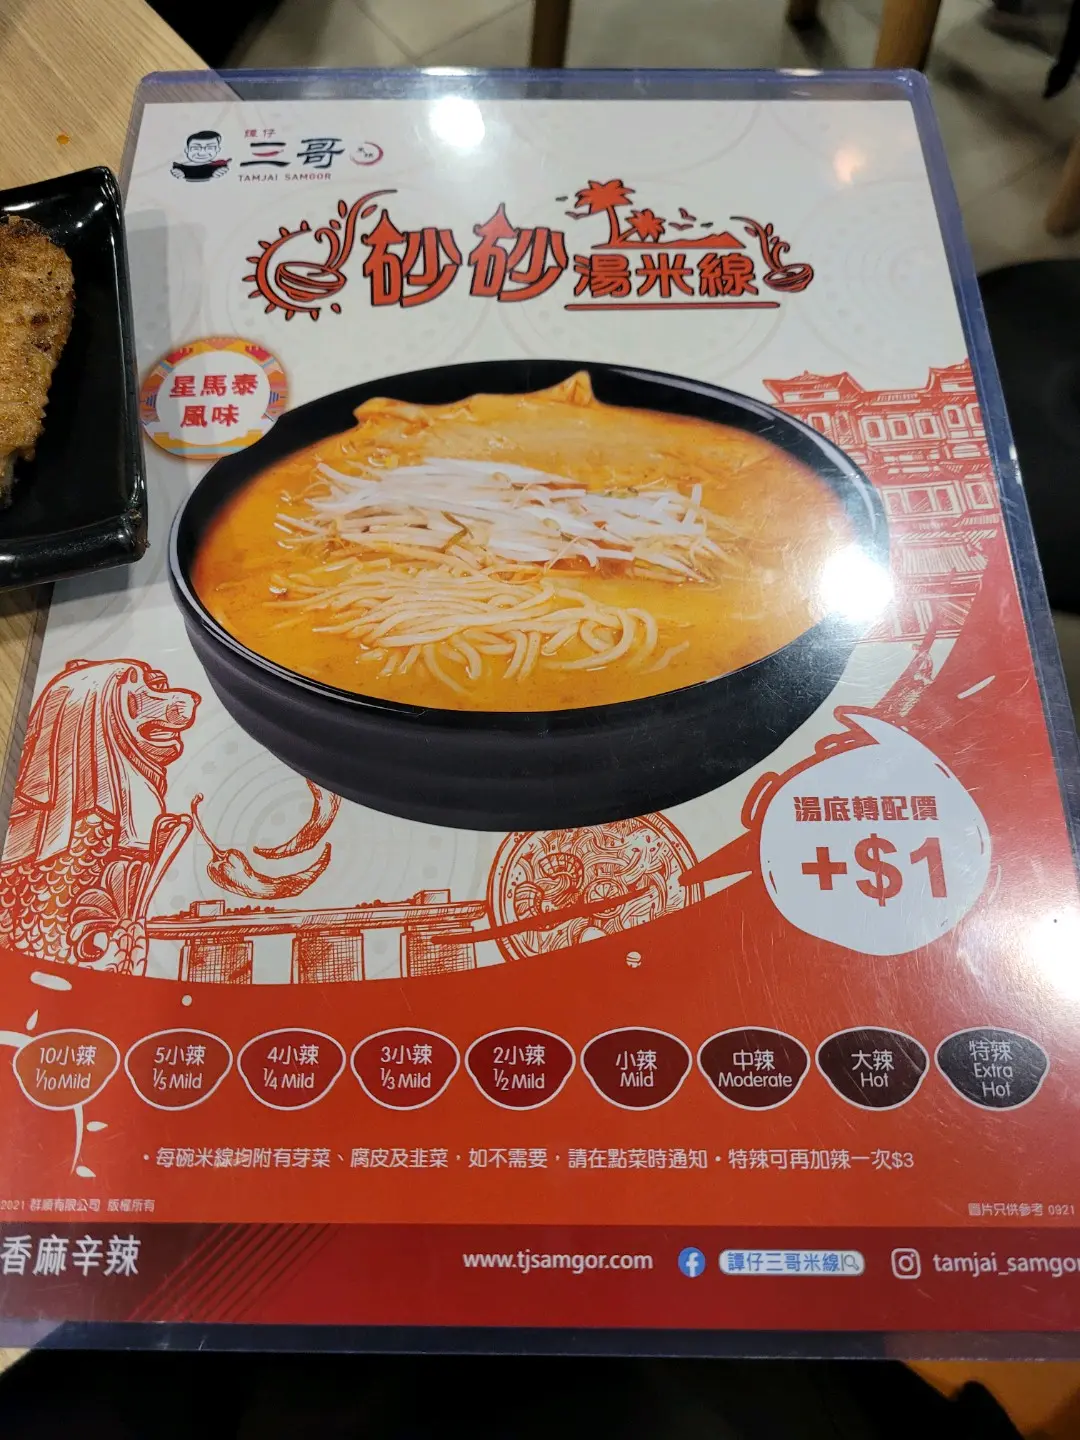 譚仔
三哥
TAMJAI SAMGOR
砂砂湯米線
星馬泰
風味
湯底轉配價
+$1
10小辣
1/10 Mild
5小辣
1/5 Mild
4小辣
1/4 Mild
3小辣
1/3 Mild
2小辣
1/2 Mild
小辣
Mild
中辣
Moderate
大辣
Hot
特辣
Extra
Hot
•每碗米線均附有芽菜、腐皮及韭菜，如不需要，請在點菜時通知•特辣可再加辣一次$3
2021 群順有限公司 版權所有
圖片只供參考 0921
香麻辛辣
www.tjsamgor.com
譚仔三哥米線
tamjai_samgor